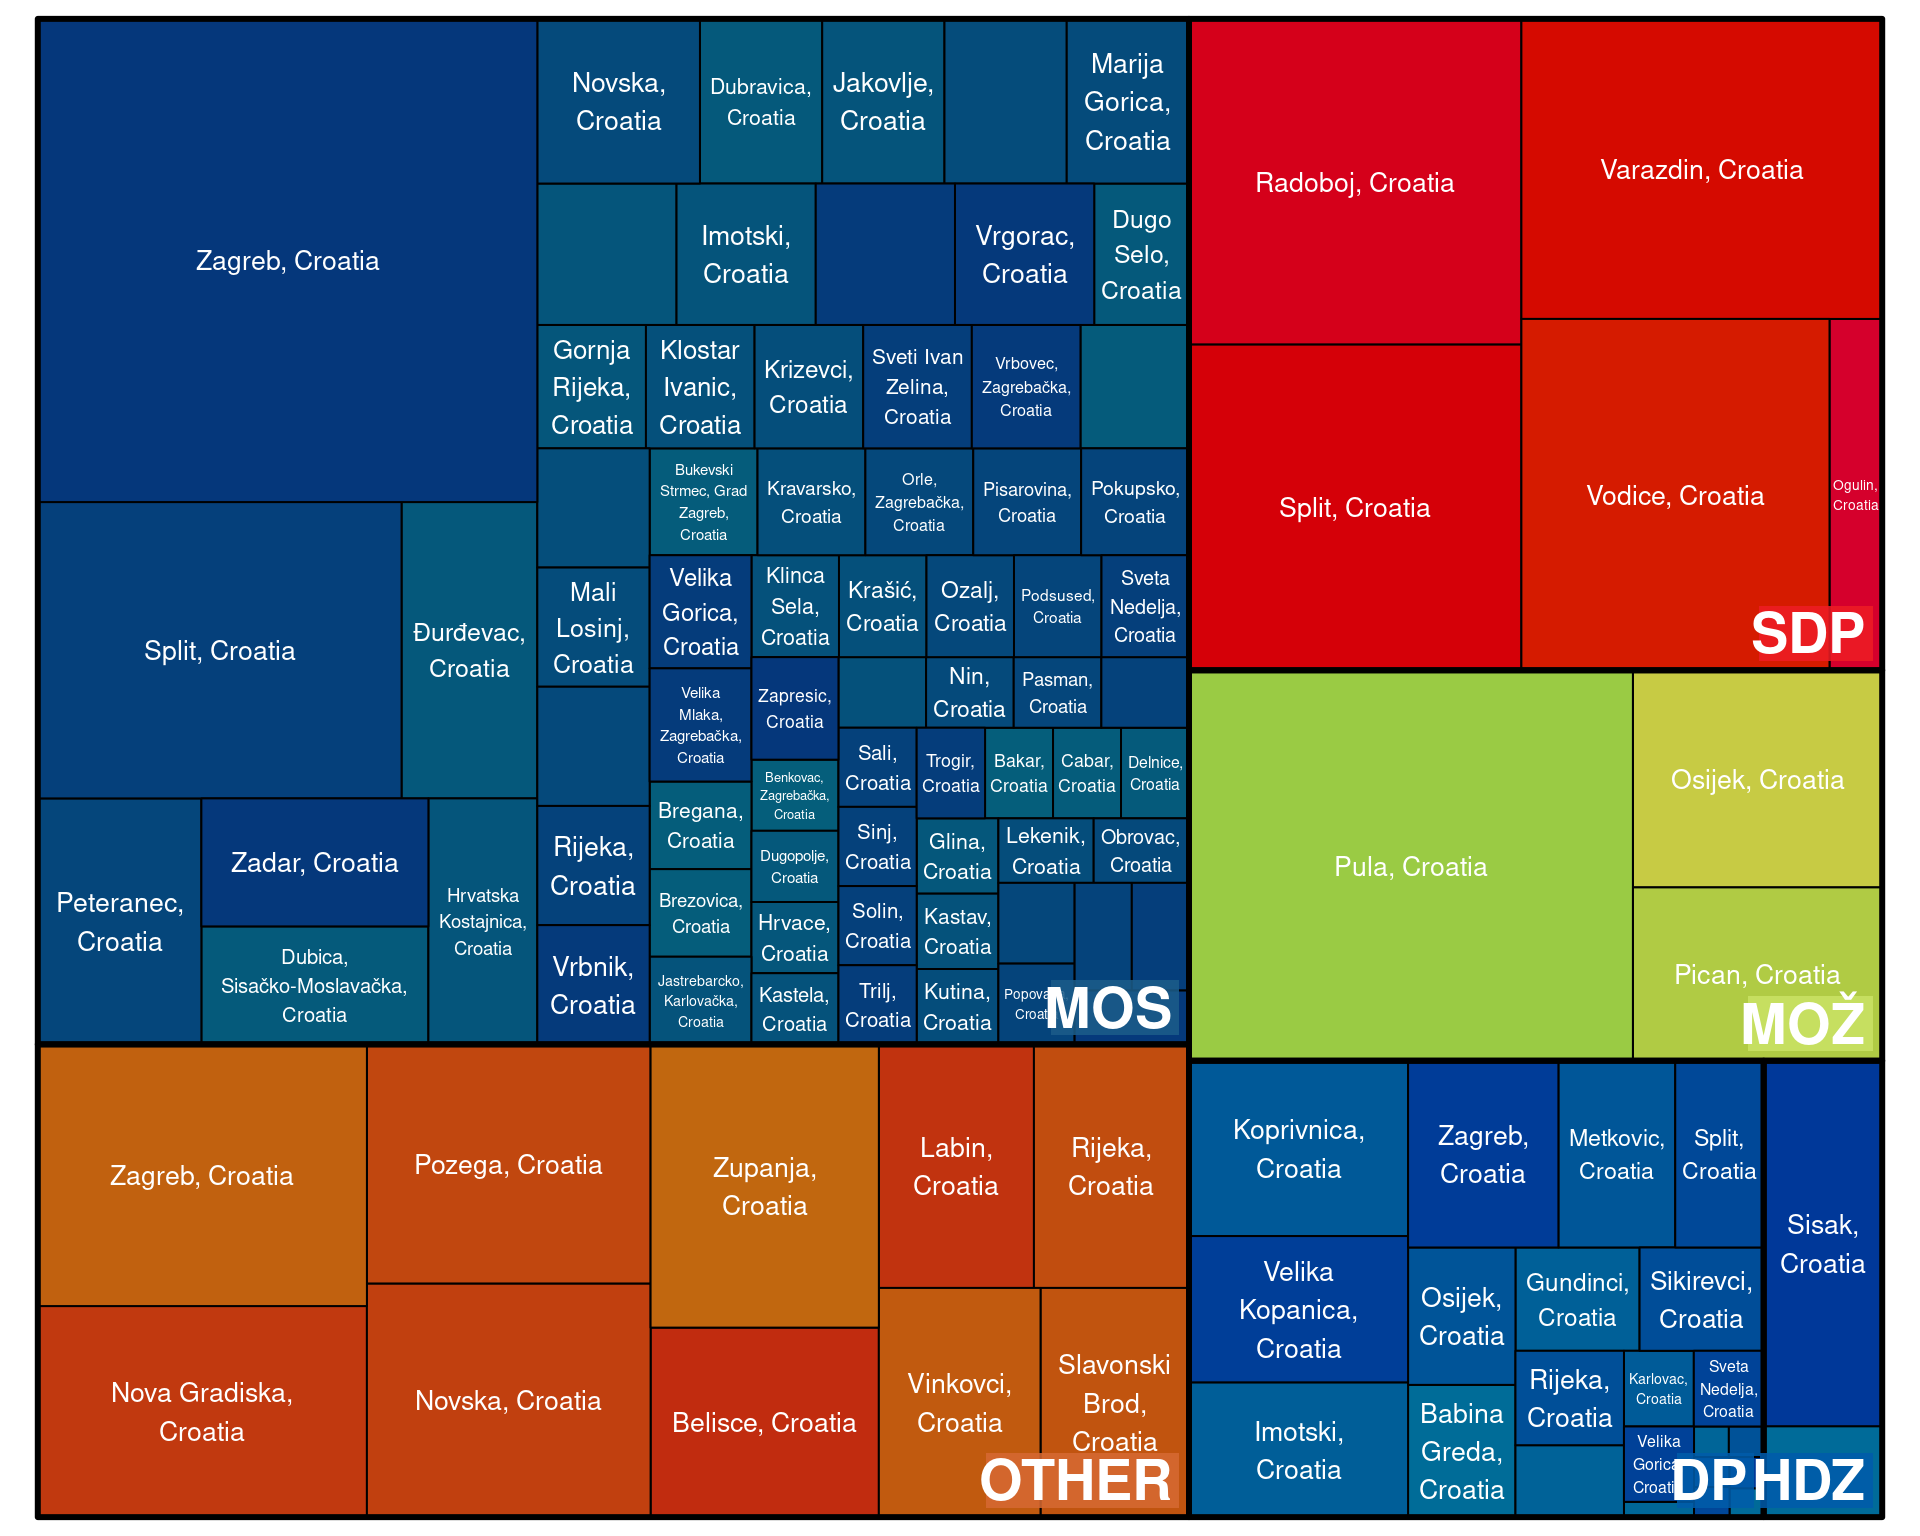 Zagreb, Croatia
Split, Croatia
Đurđevac,
Croatia
Peteranec,
Croatia
Zadar, Croatia
Dubica,
Sisačko-Moslavačka,
Croatia
Hrvatska
Kostajnica,
Croatia
Novska,
Croatia
Dubravica,
Croatia
Jakovlje,
Croatia
Marija
Gorica,
Croatia
Imotski,
Croatia
Vrgorac,
Croatia
Dugo
Selo,
Croatia
Gornja
Rijeka,
Croatia
Klostar
Ivanic,
Croatia
Krizevci,
Croatia
Sveti Ivan
Zelina,
Croatia
Vrbovec,
Zagrebačka,
Croatia
Bukevski
Strmec, Grad
Zagreb,
Croatia
Kravarsko,
Croatia
Orle,
Zagrebačka,
Croatia
Pisarovina,
Croatia
Pokupsko,
Croatia
Mali
Losinj,
Croatia
Rijeka,
Croatia
Vrbnik,
Croatia
Velika
Gorica,
Croatia
Velika
Mlaka,
Zagrebačka,
Croatia
Bregana,
Croatia
Brezovica,
Croatia
Jastrebarcko,
Karlovačka,
Croatia
Klinca
Sela,
Croatia
Zapresic,
Croatia
Benkovac,
Zagrebačka,
Croatia
Dugopolje,
Croatia
Hrvace,
Croatia
Kastela,
Croatia
Krašić,
Croatia
Ozalj,
Croatia
Podsused,
Croatia
Sveta
Nedelja,
Croatia
Nin,
Croatia
Pasman,
Croatia
Sali,
Croatia
Sinj,
Croatia
Solin,
Croatia
Trilj,
Croatia
Trogir,
Croatia
Bakar,
Croatia
Cabar,
Croatia
Delnice,
Croatia
Glina,
Croatia
Kastav,
Croatia
Kutina,
Croatia
Lekenik,
Croatia
Obrovac,
Croatia
MOS
Radoboj, Croatia
Split, Croatia
Varazdin, Croatia
Vodice, Croatia
Ogulin,
Croatia
SDP
Pula, Croatia
Osijek, Croatia
Pican, Croatia
MOŽ
Zagreb, Croatia
Nova Gradiska,
Croatia
Pozega, Croatia
Novska, Croatia
Zupanja,
Croatia
Belisce, Croatia
Labin,
Croatia
Rijeka,
Croatia
Vinkovci,
Croatia
Slavonski
Brod,
Croatia
OTHER
Koprivnica,
Croatia
Velika
Kopanica,
Croatia
Imotski,
Croatia
Zagreb,
Croatia
Metkovic,
Croatia
Split,
Croatia
Osijek,
Croatia
Babina
Greda,
Croatia
Gundinci,
Croatia
Sikirevci,
Croatia
Rijeka,
Croatia
Karlovac,
Croatia
Sveta
Nedelja,
Croatia
Velika
DP
Sisak,
Croatia
HDZ